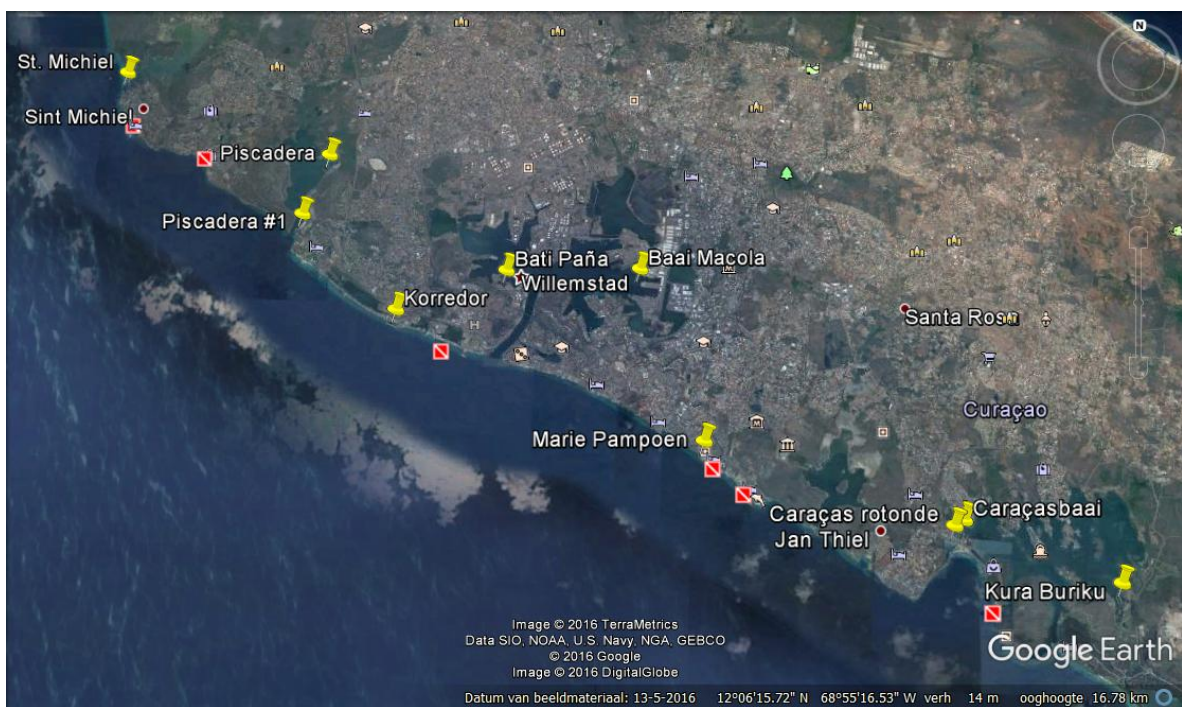 N
St. Michiel
Sint Michiel
Piscadera
Piscadera #1
Bati Paña
Baai Macola
Willemstad
Korredor
H
Santa Rosa
Curaçao
Marie Pampoen
M
Caraças rotonde
Caraçasbaai
Jan Thiel
Kura Buriku
Image © 2016 TerraMetrics
Data SIO, NOAA, U.S. Navy, NGA, GEBCO
© 2016 Google
Image © 2016 DigitalGlobe
Google Earth
Datum van beeldmateriaal: 13-5-2016 12°06'15.72" N 68°55'16.53" W verh 14 m ooghoogte 16.78 km